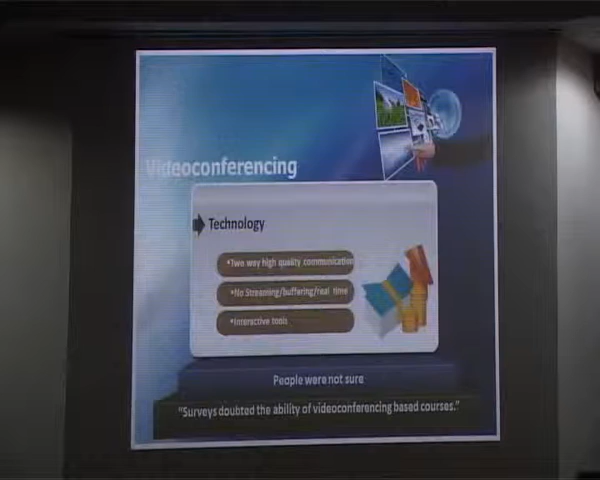 Videoconferencing
Technology
•Two way high quality communication
•No Streaming/buffering/real time
•Interactive tools
People were not sure
"Surveys doubted the ability of videoconferencing based courses."